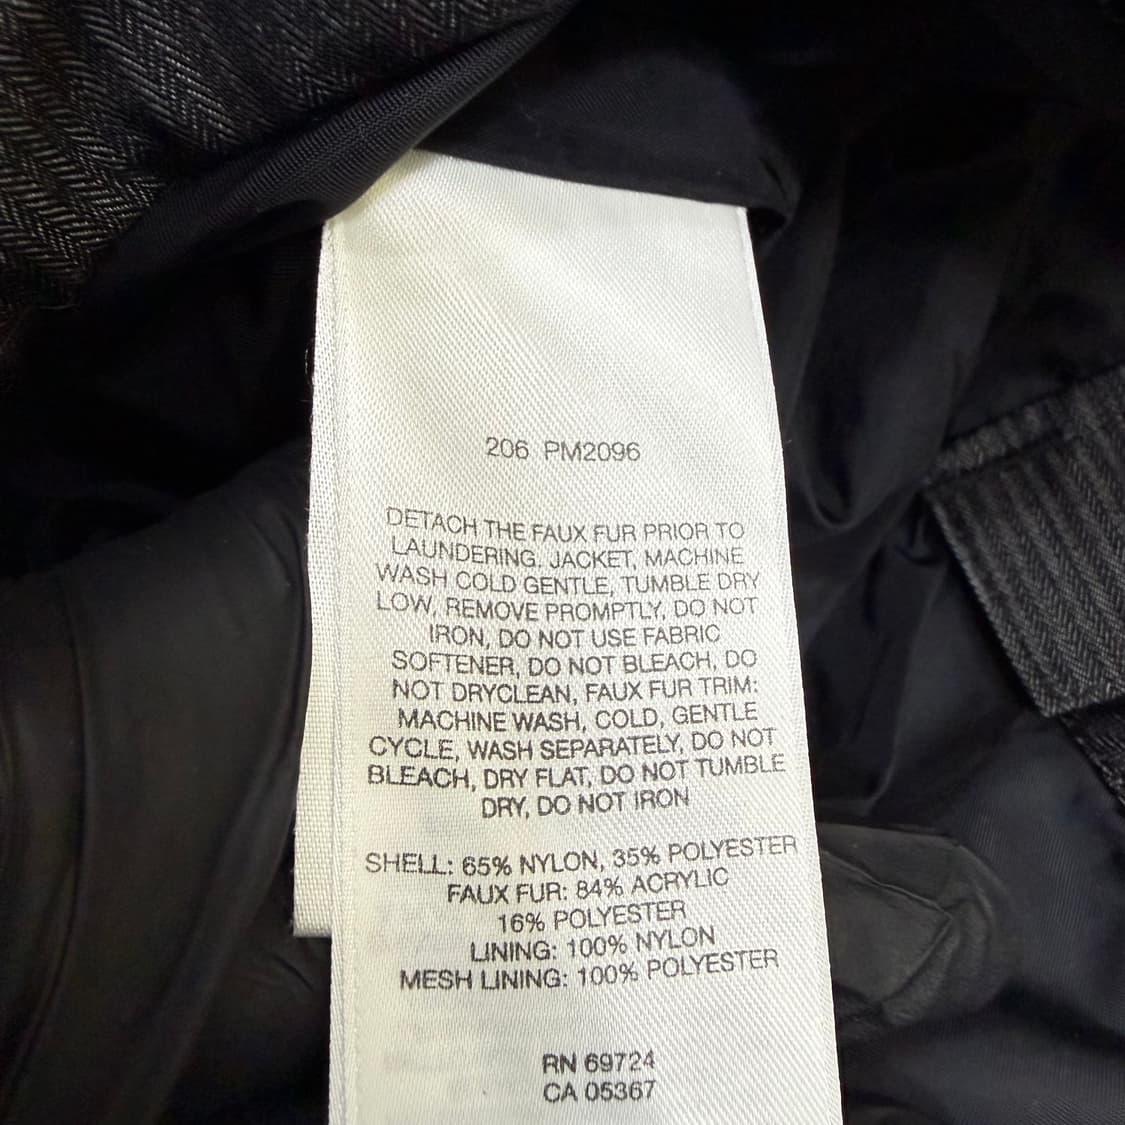 206 PM2096
DETACH THE FAUX FUR PRIOR TO
LAUNDERING. JACKET, MACHINE
WASH COLD GENTLE, TUMBLE DRY
LOW, REMOVE PROMPTLY, DO NOT
IRON, DO NOT USE FABRIC
SOFTENER, DO NOT BLEACH, DO
NOT DRYCLEAN, FAUX FUR TRIM:
MACHINE WASH, COLD, GENTLE
CYCLE, WASH SEPARATELY, DO NOT
BLEACH, DRY FLAT, DO NOT TUMBLE
DRY, DO NOT IRON
SHELL: 65% NYLON, 35% POLYESTER
FAUX FUR: 84% ACRYLIC
16% POLYESTER
LINING: 100% NYLON
MESH LINING: 100% POLYESTER
RN 69724
CA 05367